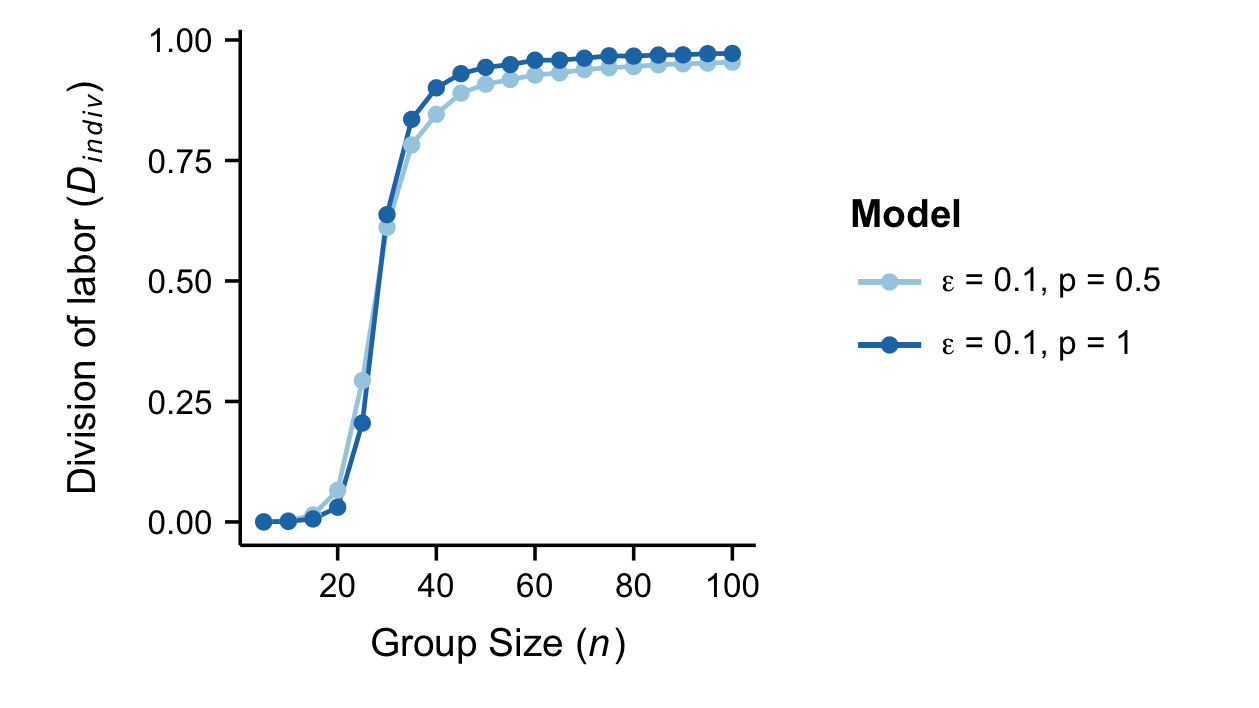 1.00
0.75
0.50
0.25
0.00
Division of labor (D_indiv)
20 40 60 80 100
Group Size (n)
Model
ε = 0.1, p = 0.5
ε = 0.1, p = 1